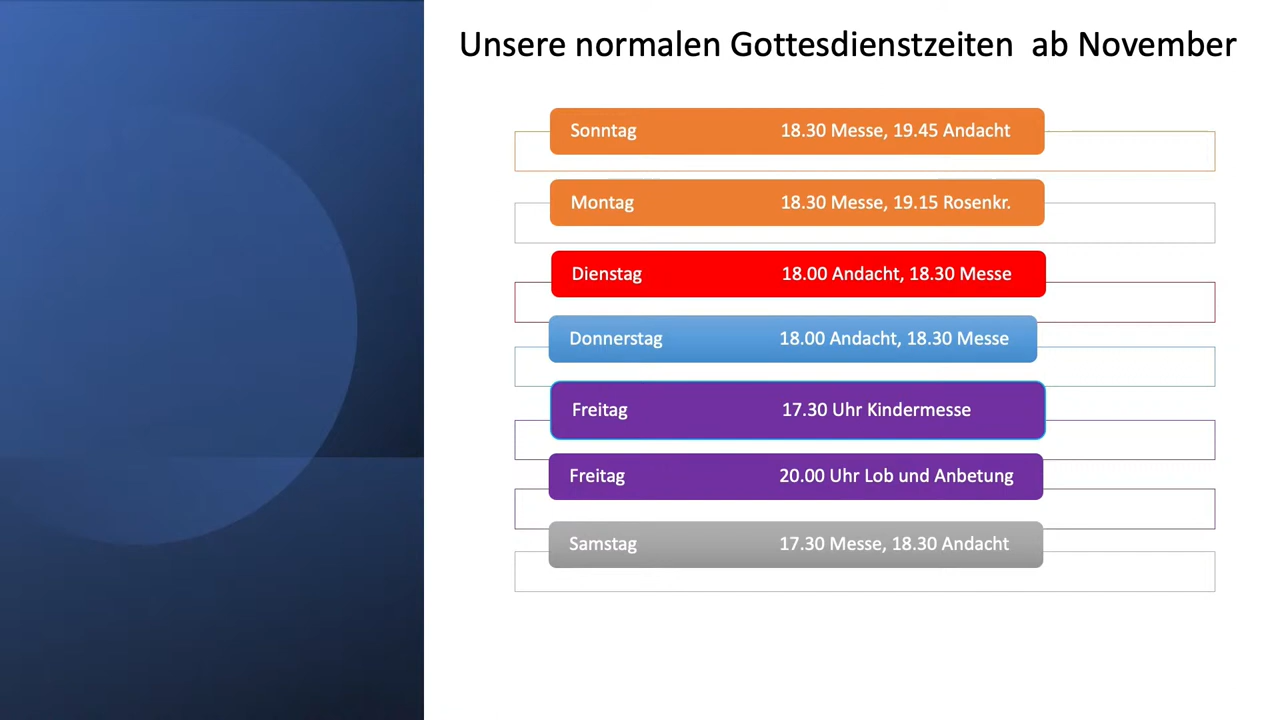 Unsere normalen Gottesdienstzeiten ab November
Sonntag 18.30 Messe, 19.45 Andacht
Montag 18.30 Messe, 19.15 Rosenkr.
Dienstag 18.00 Andacht, 18.30 Messe
Donnerstag 18.00 Andacht, 18.30 Messe
Freitag 17.30 Uhr Kindermesse
Freitag 20.00 Uhr Lob und Anbetung
Samstag 17.30 Messe, 18.30 Andacht